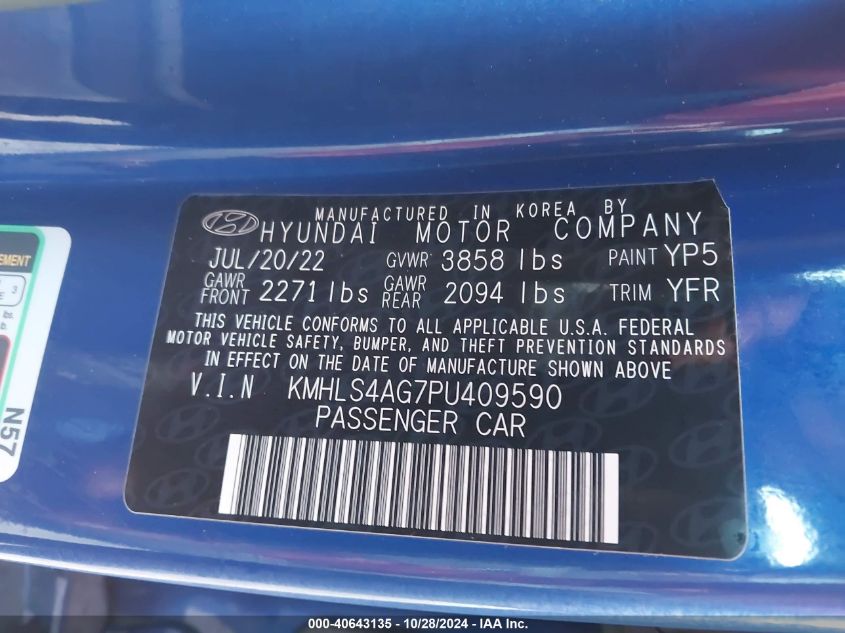 MANUFACTURED IN KOREA BY
HYUNDAI MOTOR COMPANY
JUL/20/22 GVWR 3858 lbs PAINT YP5
GAWR FRONT 2271 lbs GAWR REAR 2094 lbs TRIM YFR
THIS VEHICLE CONFORMS TO ALL APPLICABLE U.S.A. FEDERAL
MOTOR VEHICLE SAFETY, BUMPER, AND THEFT PREVENTION STANDARDS
IN EFFECT ON THE DATE OF MANUFACTURE SHOWN ABOVE
V.I.N KMHLS4AG7PU409590
PASSENGER CAR
3
lbs.
N57
000-40643135 - 10/28/2024 - IAA Inc.